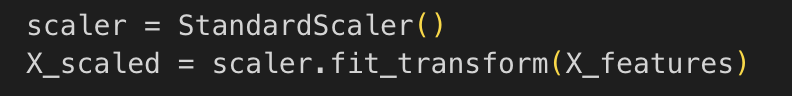 scaler = StandardScaler()
X_scaled = scaler.fit_transform(X_features)